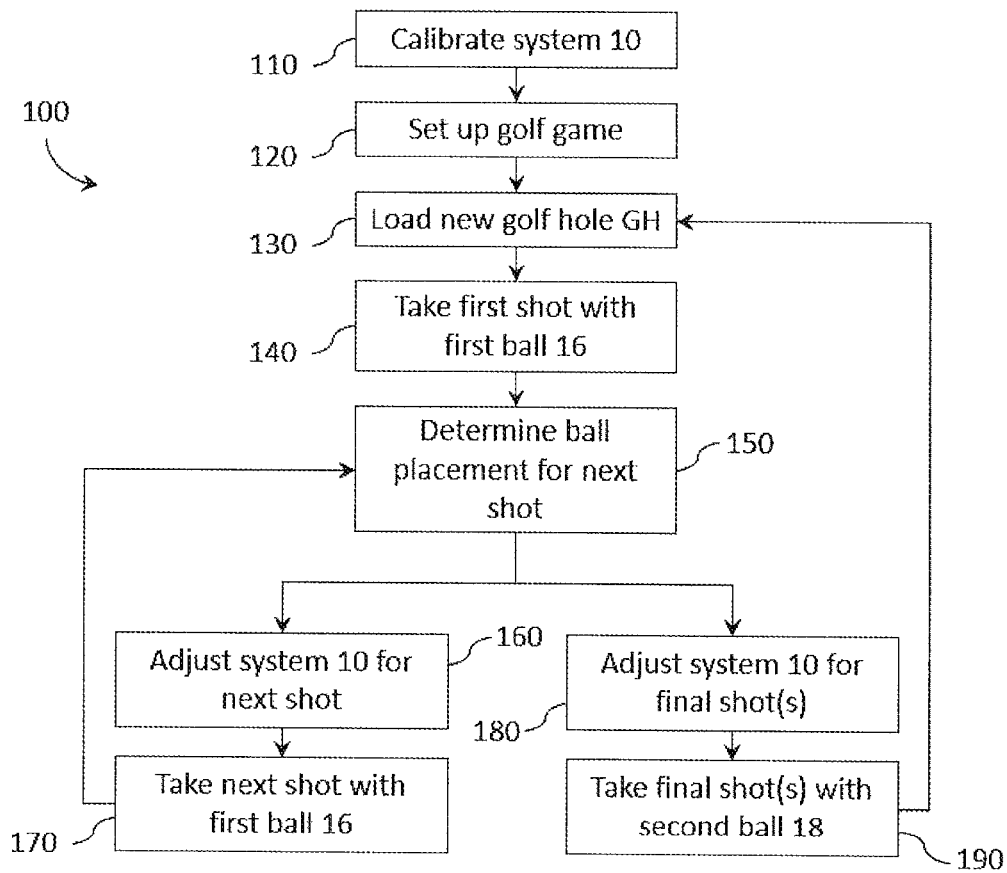 Calibrate system 10
110
100
Set up golf game
120
Load new golf hole GH
130
Take first shot with
first ball 16
140
Determine ball
placement for next
shot
150
160
Adjust system 10 for
next shot
Adjust system 10 for
final shot(s)
180
Take next shot with
first ball 16
170
Take final shot(s) with
second ball 18
190